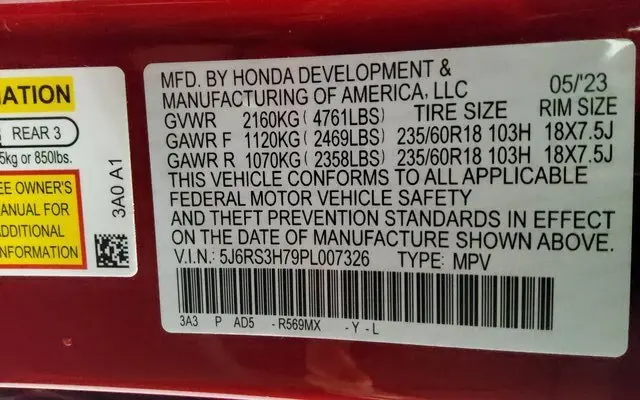 MATION
REAR 3
5kg or 850lbs.
EE OWNER'S
ANUAL FOR
ADDITIONAL
INFORMATION
3A0 A1
MFD. BY HONDA DEVELOPMENT &
MANUFACTURING OF AMERICA, LLC 05/'23
GVWR 2160KG ( 4761LBS) TIRE SIZE RIM SIZE
GAWR F 1120KG ( 2469LBS) 235/60R18 103H 18X7.5J
GAWR R 1070KG ( 2358LBS) 235/60R18 103H 18X7.5J
THIS VEHICLE CONFORMS TO ALL APPLICABLE
FEDERAL MOTOR VEHICLE SAFETY
AND THEFT PREVENTION STANDARDS IN EFFECT
ON THE DATE OF MANUFACTURE SHOWN ABOVE.
V.I.N.: 5J6RS3H79PL007326 TYPE: MPV
3A3 P AD5 - R569MX - Y - L